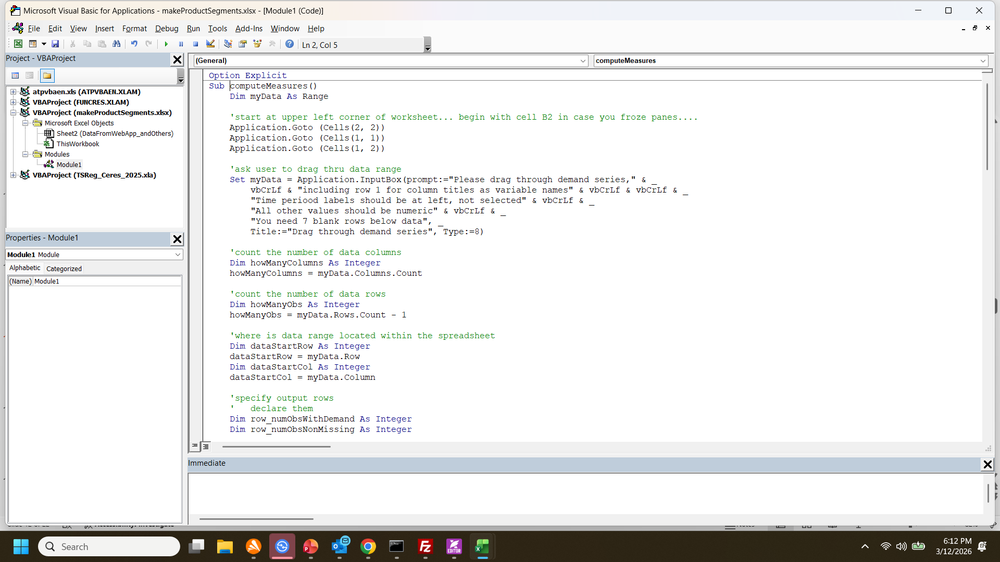 Microsoft Visual Basic for Applications - makeProductSegments.xlsx - [Module1 (Code)]
File Edit View Insert Format Debug Run Tools Add-Ins Window Help
Ln 2, Col 5
Project - VBAProject
atpvbaen.xls (ATPVBAEN.XLAM)
VBAProject (FUNCRES.XLAM)
VBAProject (makeProductSegments.xlsx)
Microsoft Excel Objects
Sheet2 (DataFromWebApp_andOthers)
ThisWorkbook
Modules
Module1
VBAProject (TSReg_Ceres_2025.xla)
Properties - Module1
Module1 Module
Alphabetic Categorized
(Name) Module1
(General) computeMeasures
Option Explicit
Sub computeMeasures()
Dim myData As Range
'start at upper left corner of worksheet... begin with cell B2 in case you froze panes....
Application.Goto (Cells(2, 2))
Application.Goto (Cells(1, 1))
Application.Goto (Cells(1, 2))
'ask user to drag thru data range
Set myData = Application.InputBox(prompt:="Please drag through demand series," & _
vbCrLf & "including row 1 for column titles as variable names" & vbCrLf & vbCrLf & _
"Time periood labels should be at left, not selected" & vbCrLf & _
"All other values should be numeric" & vbCrLf & _
"You need 7 blank rows below data", _
Title:="Drag through demand series", Type:=8)
'count the number of data columns
Dim howManyColumns As Integer
howManyColumns = myData.Columns.Count
'count the number of data rows
Dim howManyObs As Integer
howManyObs = myData.Rows.Count - 1
'where is data range located within the spreadsheet
Dim dataStartRow As Integer
dataStartRow = myData.Row
Dim dataStartCol As Integer
dataStartCol = myData.Column
'specify output rows
' declare them
Dim row_numObsWithDemand As Integer
Dim row_numObsNonMissing As Integer
Immediate
Search
EDITOR
6:12 PM
3/12/2026